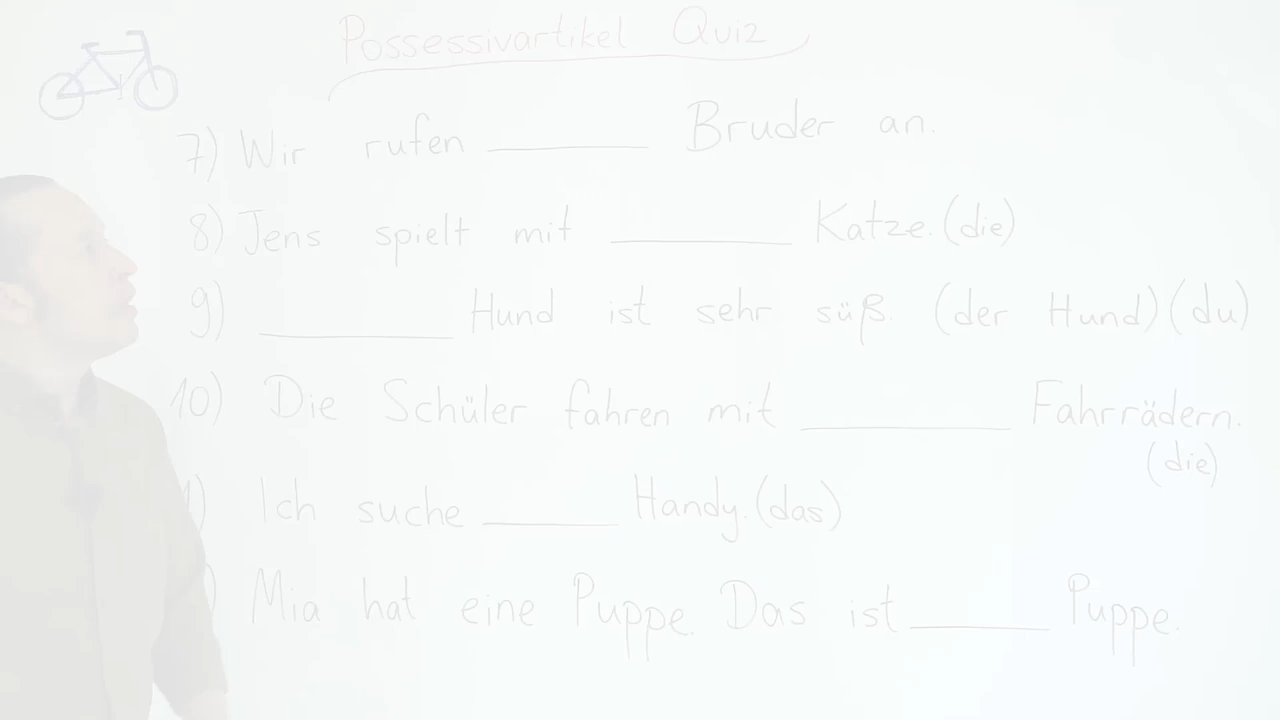 Possessivartikel Quiz
7) Wir rufen ______ Bruder an.
8) Jens spielt mit ______ Katze. (die)
9) ______ Hund ist sehr süß. (der Hund) (du)
10) Die Schüler fahren mit ______ Fahrrädern.
(die)
1) Ich suche ______ Handy. (das)
) Mia hat eine Puppe. Das ist ______ Puppe.